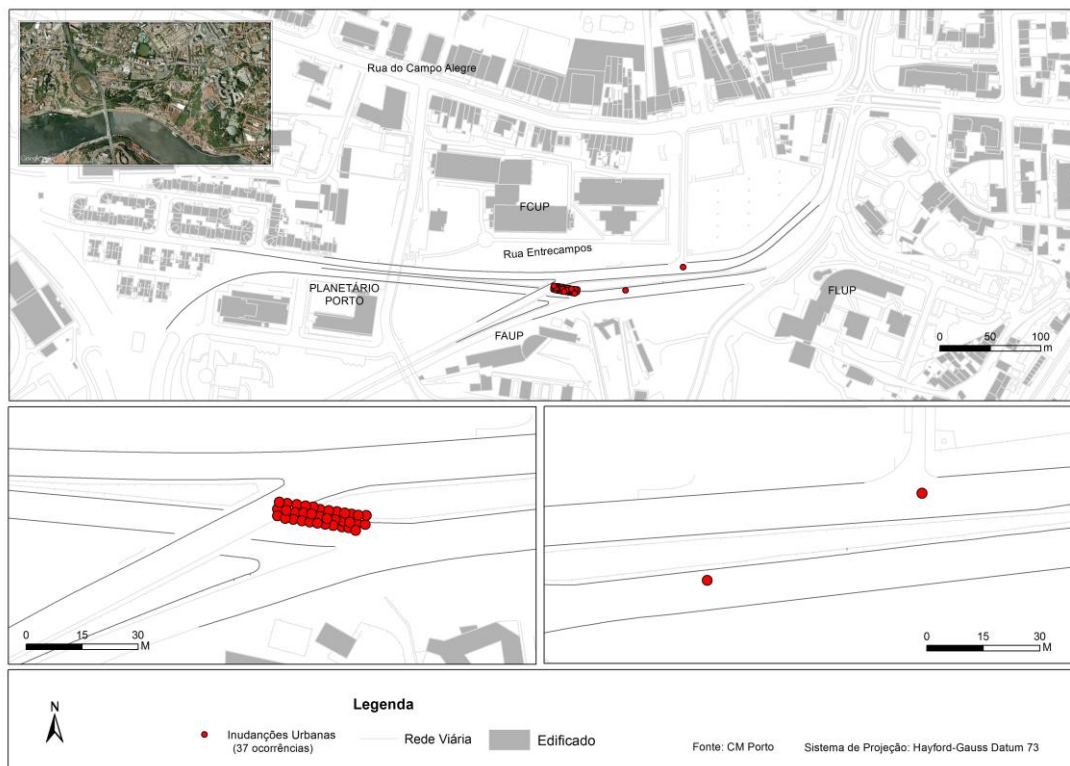 Google
Rua do Campo Alegre
FCUP
Rua Entrecampos
PLANETÁRIO
PORTO
FLUP
FAUP
0 50 100
m
0 15 30
M
0 15 30
M
N
Legenda
Inudanções Urbanas
(37 ocorrências)
Rede Viária
Edificado
Fonte: CM Porto
Sistema de Projeção: Hayford-Gauss Datum 73